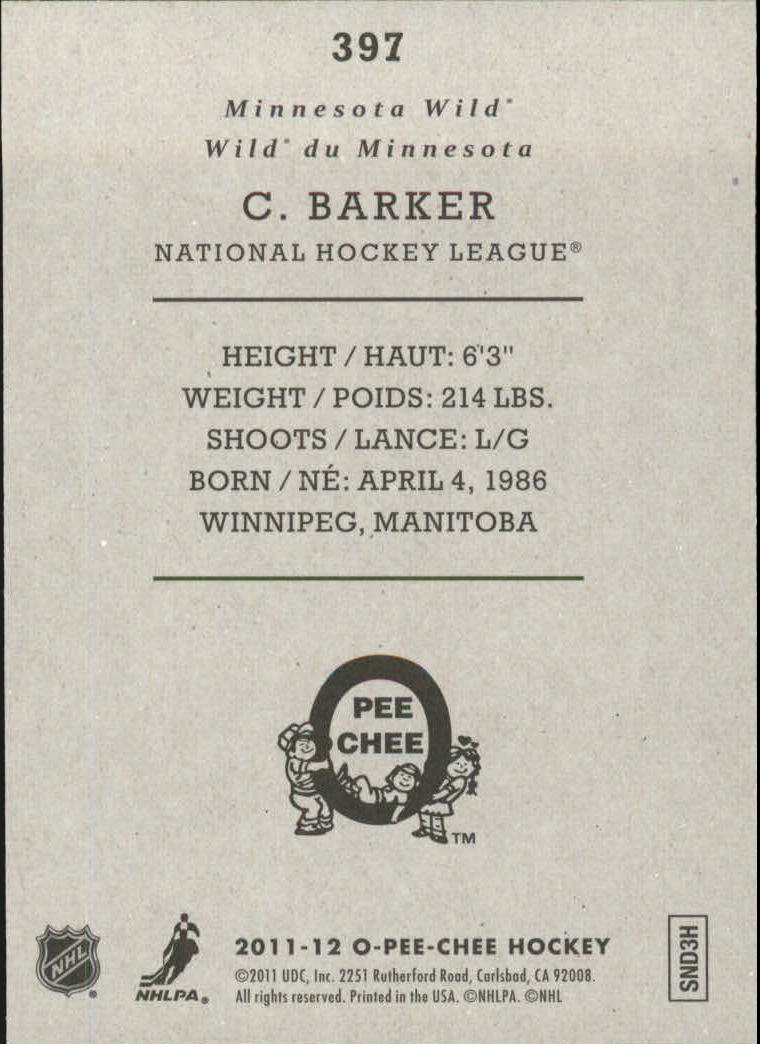 397
Minnesota Wild
Wild du Minnesota
C. BARKER
NATIONAL HOCKEY LEAGUE®
HEIGHT / HAUT: 6'3"
WEIGHT / POIDS: 214 LBS.
SHOOTS / LANCE: L/G
BORN / NÉ: APRIL 4, 1986
WINNIPEG, MANITOBA
O
PEE
CHEE
TM
NHL
NHLPA®
2011-12 O-PEE-CHEE HOCKEY
©2011 UDC, Inc. 2251 Rutherford Road, Carlsbad, CA 92008.
All rights reserved. Printed in the USA. ©NHLPA. ©NHL
SND3H